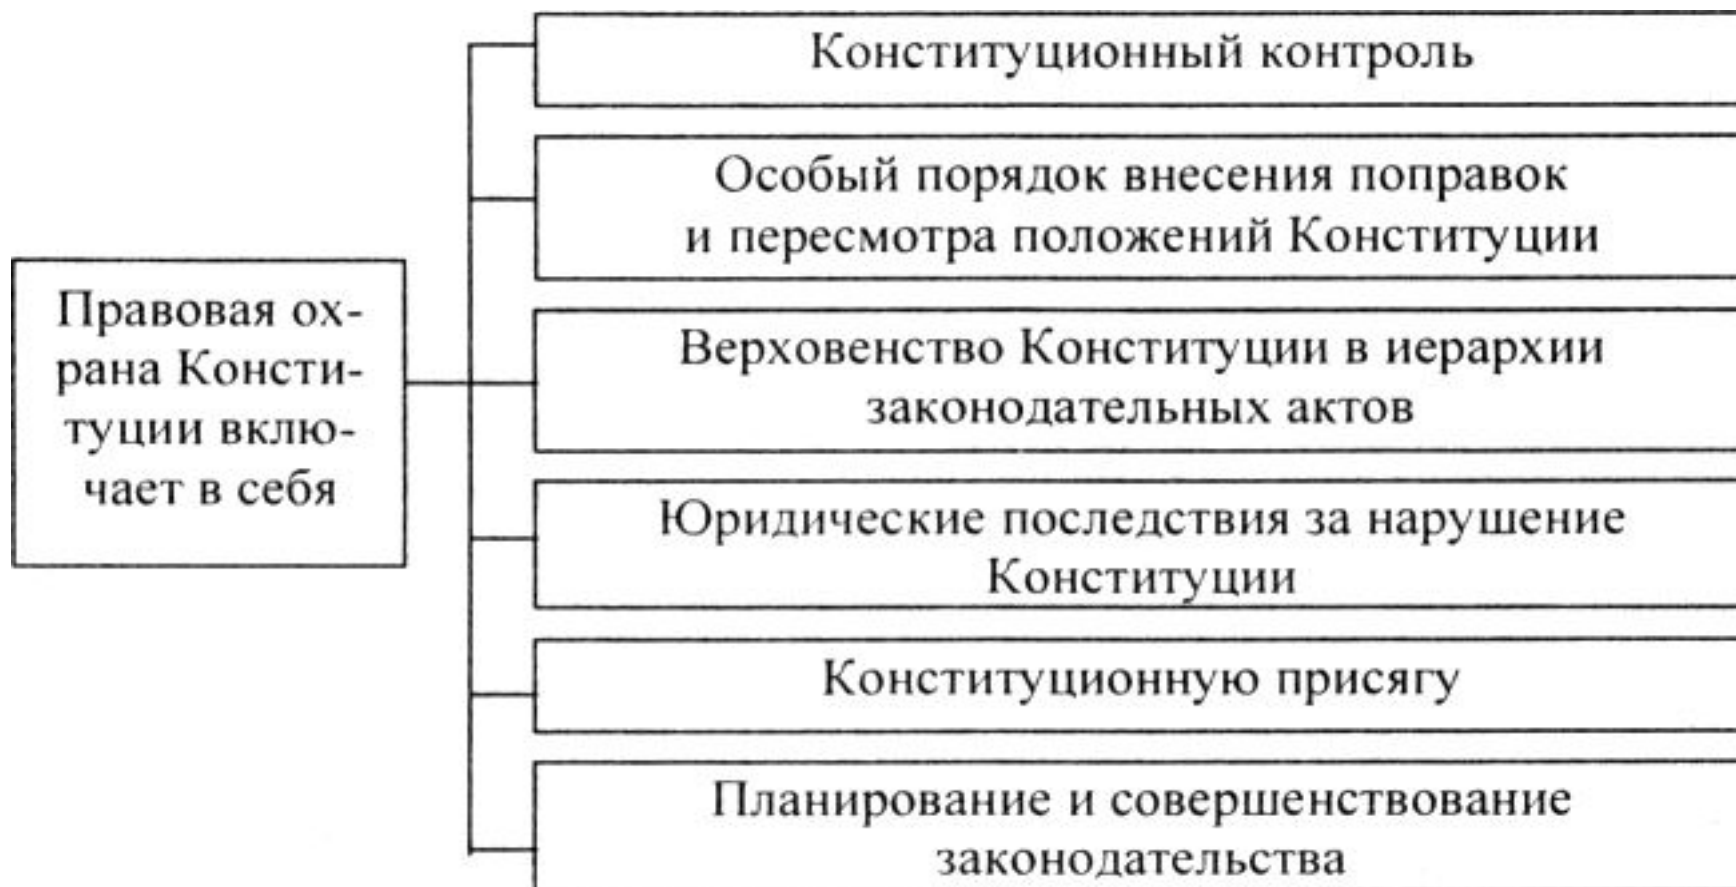 Конституционный контроль
Особый порядок внесения поправок
и пересмотра положений Конституции
Правовая ох-
рана Консти-
туции вклю-
чает в себя
Верховенство Конституции в иерархии
законодательных актов
Юридические последствия за нарушение
Конституции
Конституционную присягу
Планирование и совершенствование
законодательства